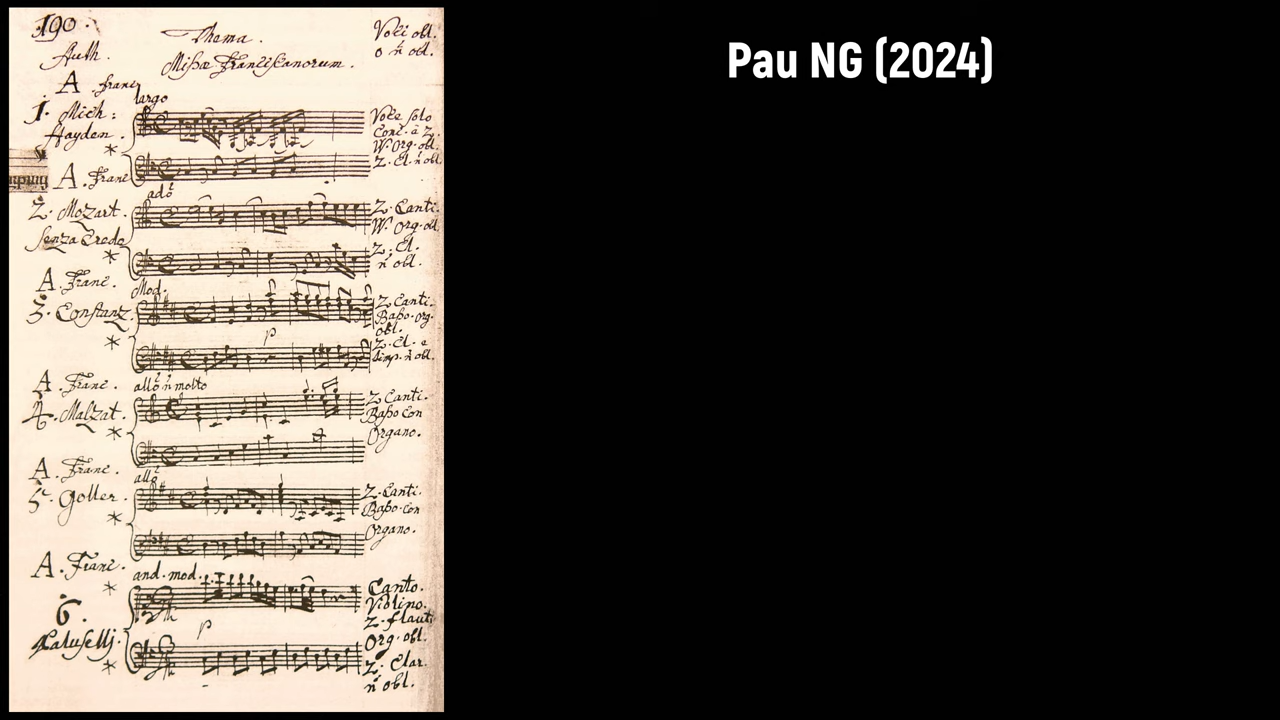 190.
Thema.
Voci obl.
Auth.
o ñ obl.
Missæ Franciscanorum.
A Franc
largo
1. Mich:
Hayden.
Voce solo
Conc. a 2.
W. Org. obl.
2. Cl. ñ obl.
A. Franc
ado
2. Mozart.
Senza Credo
2. Canti.
W. Org. obl.
2. Cl.
ñ obl.
A. Franc.
Mod.
3. Constanz.
2. Canti.
Basso. org.
obl.
2. Cl. e
timp. ñ obl.
p
A. Franc.
allo ñ molto
4. Malzat.
2. Canti.
Basso con
Organo.
A. Franc.
allo
5. Goller.
2. Canti.
Basso con
Organo.
A. Franc.
and. mod.
6.
Canto.
Violino.
2. flauti
Org. obl.
2. Clar.
ñ obl.
p
Pau NG (2024)